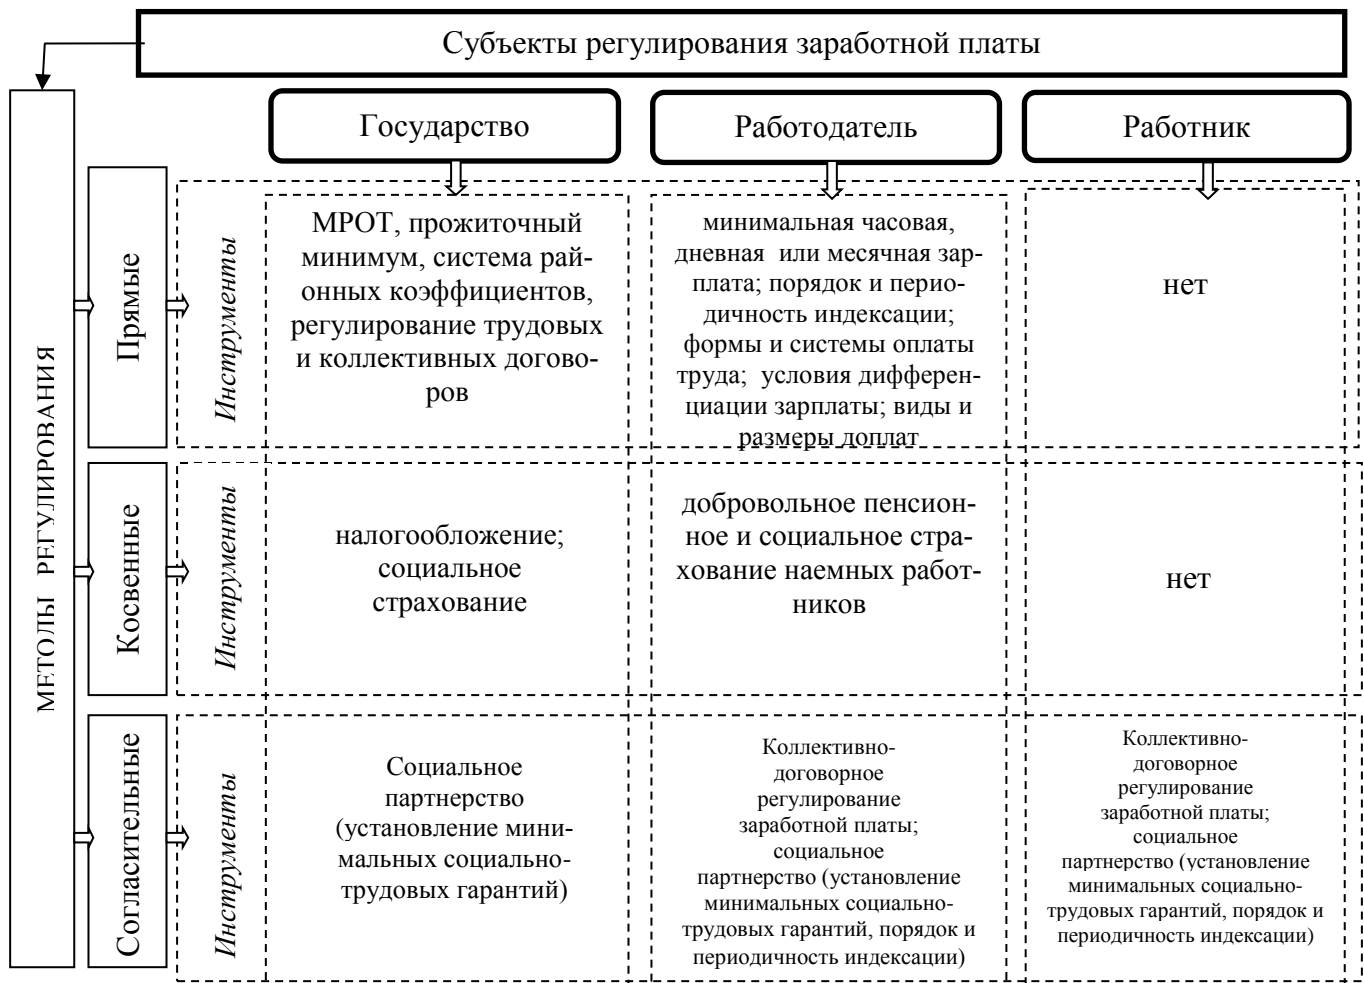 Субъекты регулирования заработной платы
Государство
Работодатель
Работник
МЕТОДЫ РЕГУЛИРОВАНИЯ
Прямые
Инструменты
МРОТ, прожиточный
минимум, система рай-
онных коэффициентов,
регулирование трудовых
и коллективных догово-
ров
минимальная часовая,
дневная или месячная зар-
плата; порядок и перио-
дичность индексации;
формы и системы оплаты
труда; условия дифферен-
циации зарплаты; виды и
размеры доплат
нет
Косвенные
Инструменты
налогообложение;
социальное
страхование
добровольное пенсион-
ное и социальное стра-
хование наемных работ-
ников
нет
Согласительные
Инструменты
Социальное
партнерство
(установление мини-
мальных социально-
трудовых гарантий)
Коллективно-
договорное
регулирование
заработной платы;
социальное
партнерство (установление
минимальных социально-
трудовых гарантий, порядок и
периодичность индексации)
Коллективно-
договорное
регулирование
заработной платы;
социальное
партнерство (установление
минимальных социально-
трудовых гарантий, порядок и
периодичность индексации)